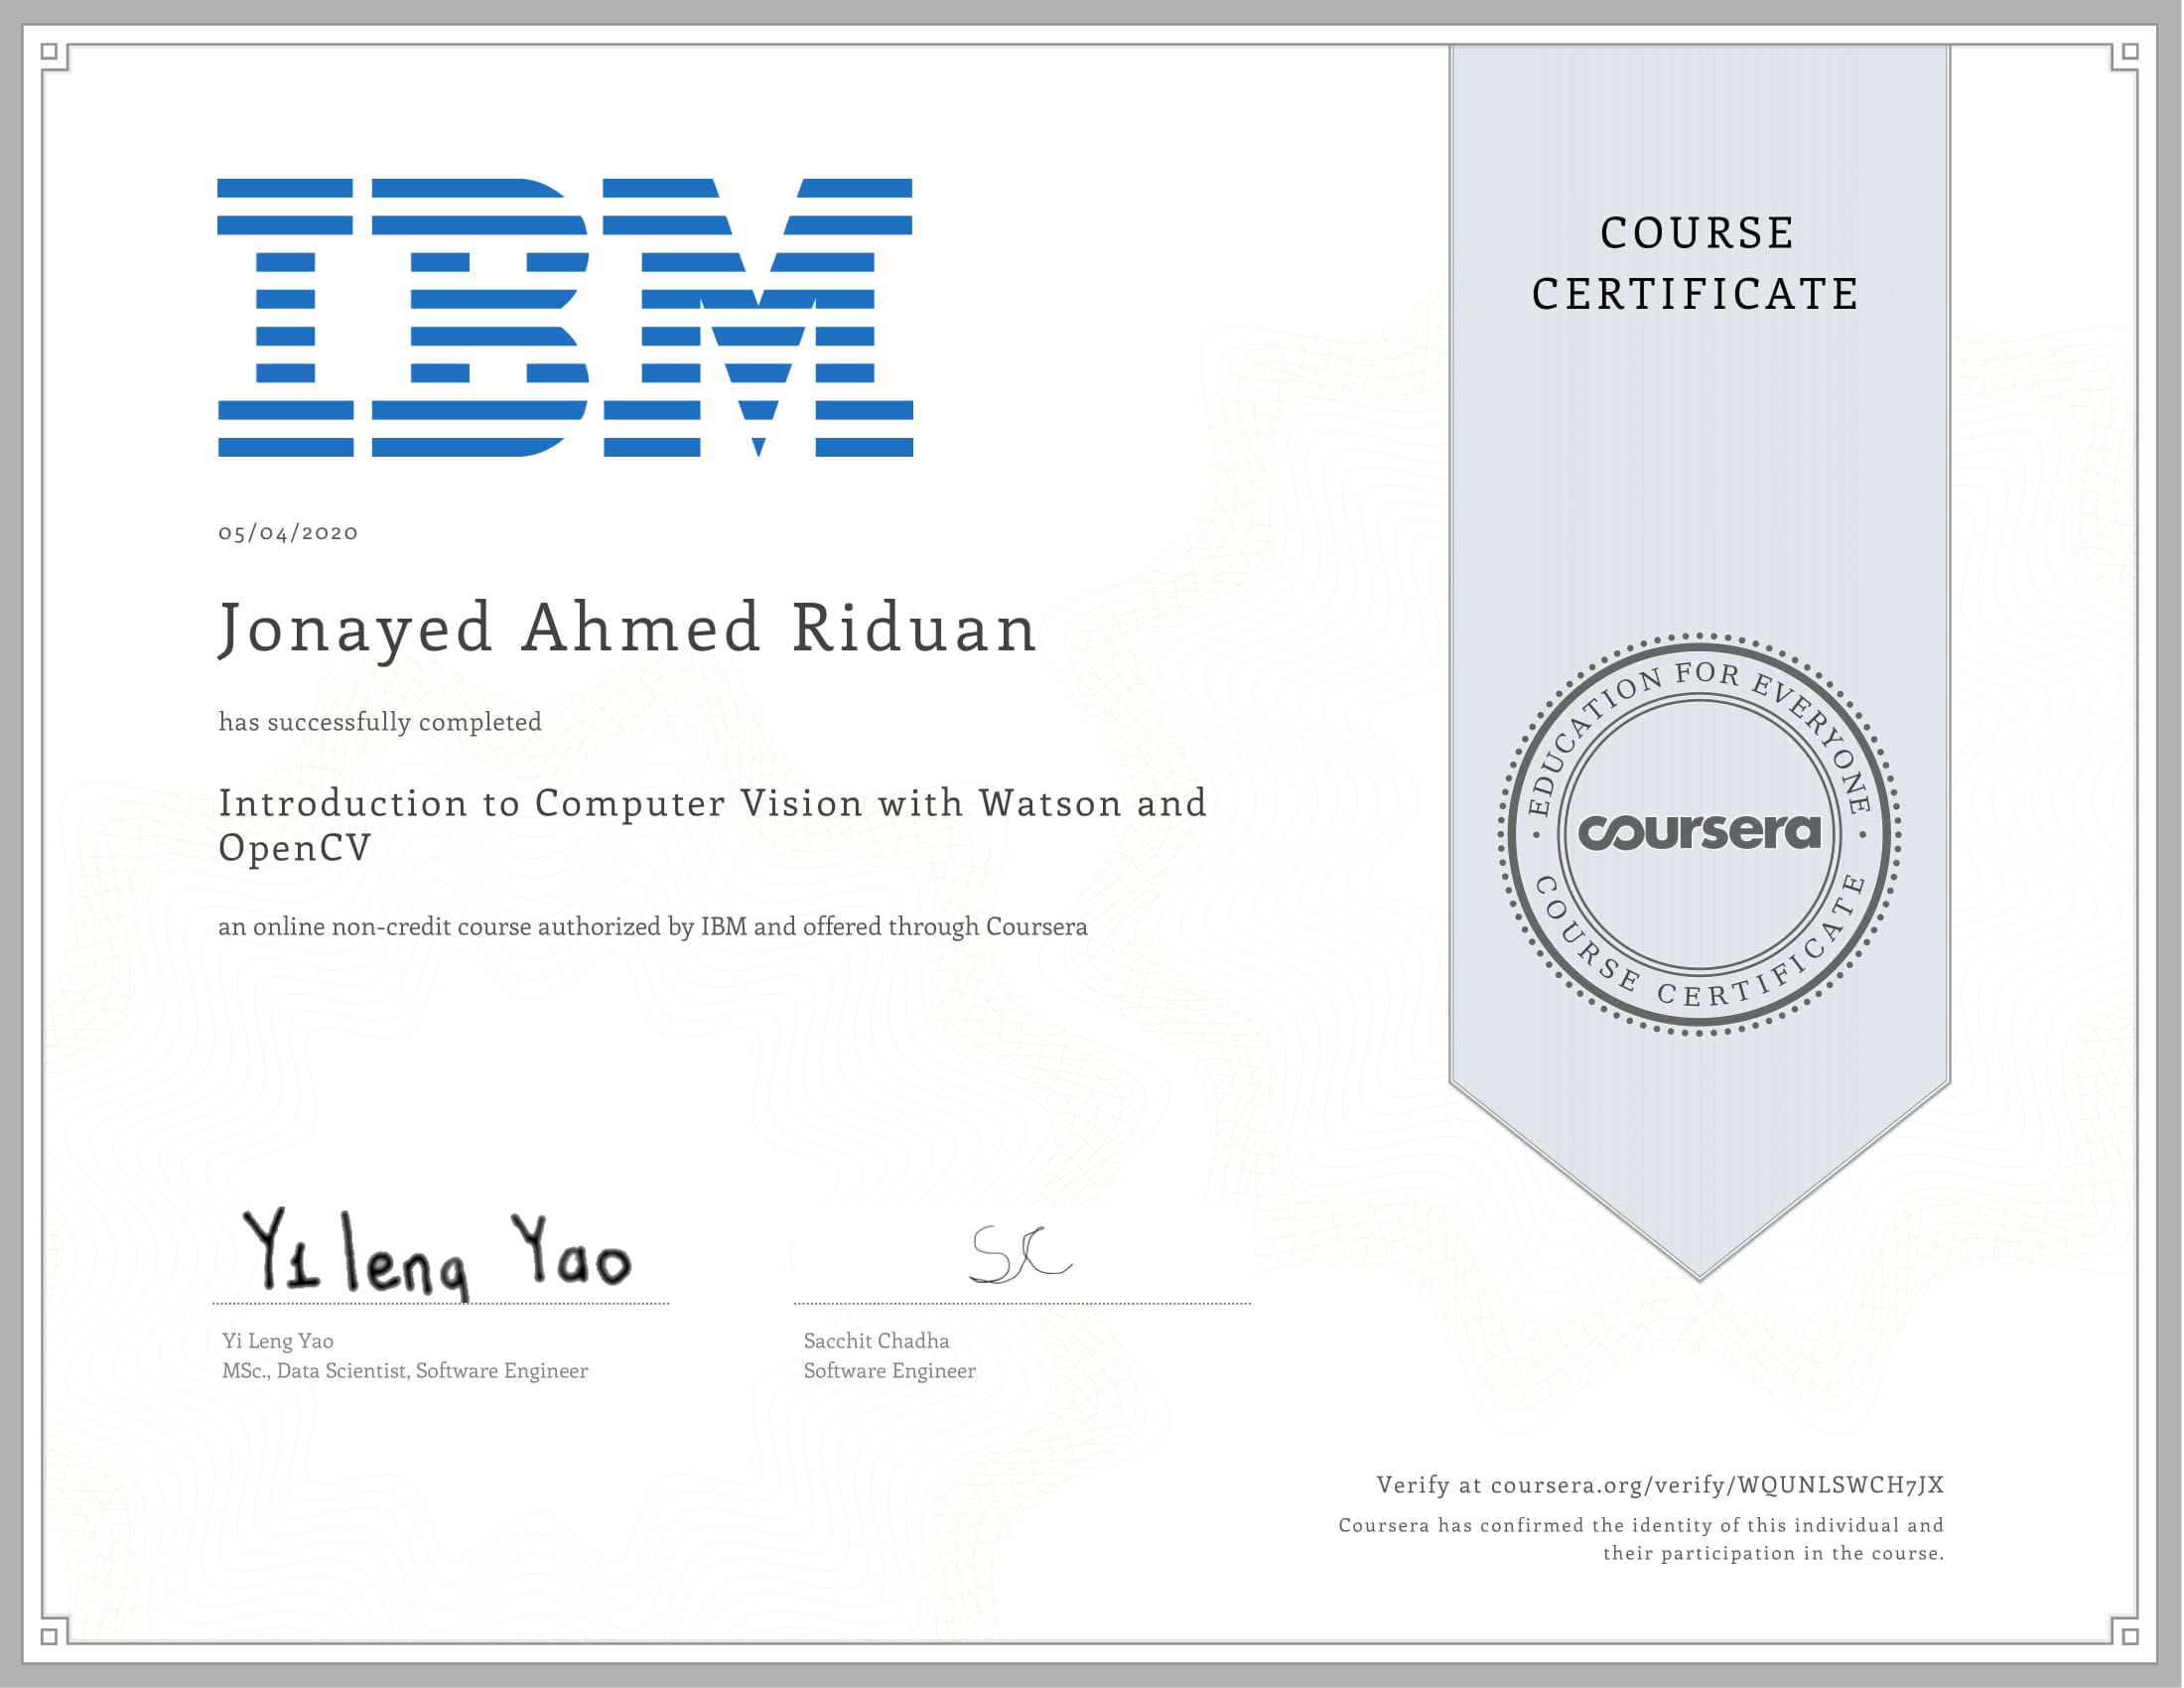 IBM
COURSE
CERTIFICATE
05/04/2020
Jonayed Ahmed Riduan
has successfully completed
Introduction to Computer Vision with Watson and
OpenCV
an online non-credit course authorized by IBM and offered through Coursera
EDUCATION FOR EVERYONE
coursera
COURSE CERTIFICATE
Yi leng Yao
SC
Yi Leng Yao
MSc., Data Scientist, Software Engineer
Sacchit Chadha
Software Engineer
Verify at coursera.org/verify/WQUNLSWCH7JX
Coursera has confirmed the identity of this individual and
their participation in the course.